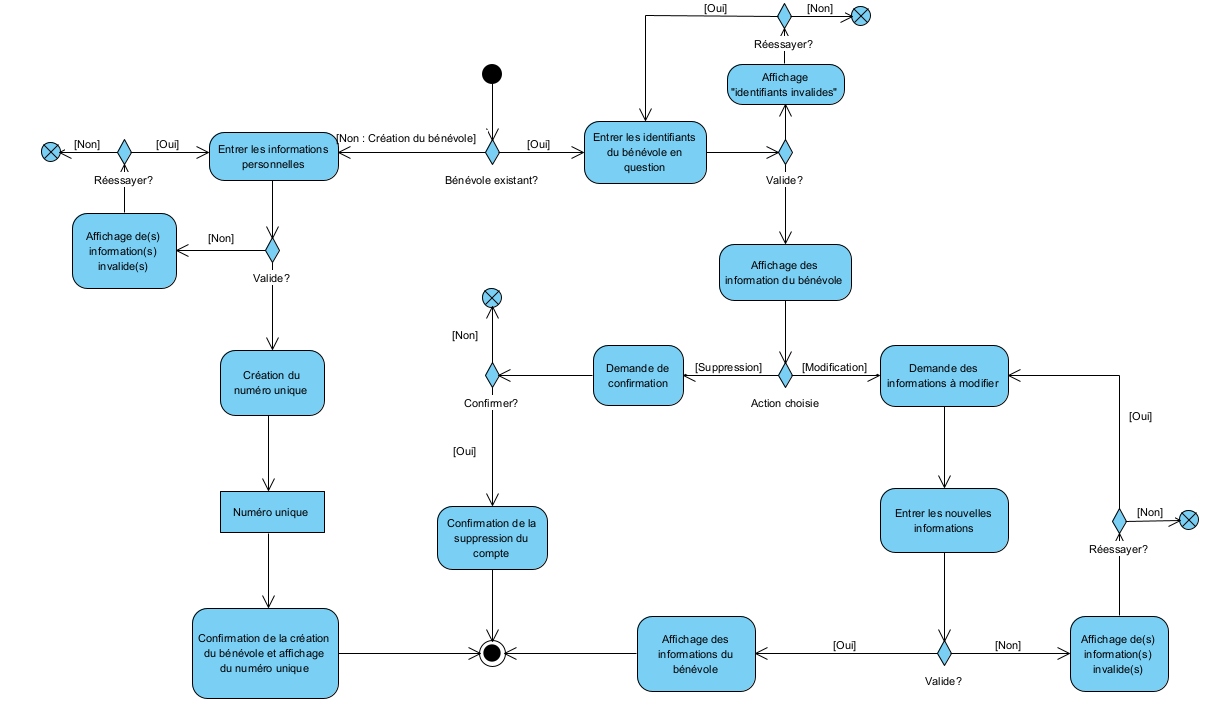 [Oui]
[Non]
Réessayer?
Affichage
"identifiants invalides"
[Non]
[Oui]
Entrer les informations
personnelles
[Non : Création du bénévole]
[Oui]
Entrer les identifiants
du bénévole en
question
Réessayer?
Bénévole existant?
Valide?
Affichage de(s)
information(s)
invalide(s)
[Non]
Valide?
Affichage des
information du bénévole
[Non]
Création du
numéro unique
Demande de
confirmation
[Suppression]
[Modification]
Demande des
informations à modifier
Confirmer?
Action choisie
[Oui]
[Oui]
Numéro unique
Confirmation de la
suppression du
compte
Entrer les nouvelles
informations
[Non]
Réessayer?
Confirmation de la création
du bénévole et affichage
du numéro unique
Affichage des
informations du
bénévole
[Oui]
[Non]
Valide?
Affichage de(s)
information(s)
invalide(s)